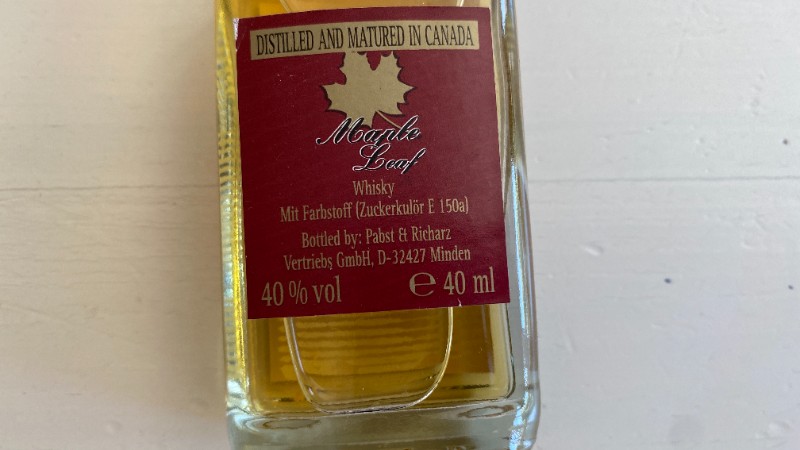 DISTILLED AND MATURED IN CANADA
Maple
Leaf
Whisky
Mit Farbstoff (Zuckerkulör E 150a)
Bottled by: Pabst & Richarz
Vertriebs GmbH, D-32427 Minden
40 % vol ℮ 40 ml